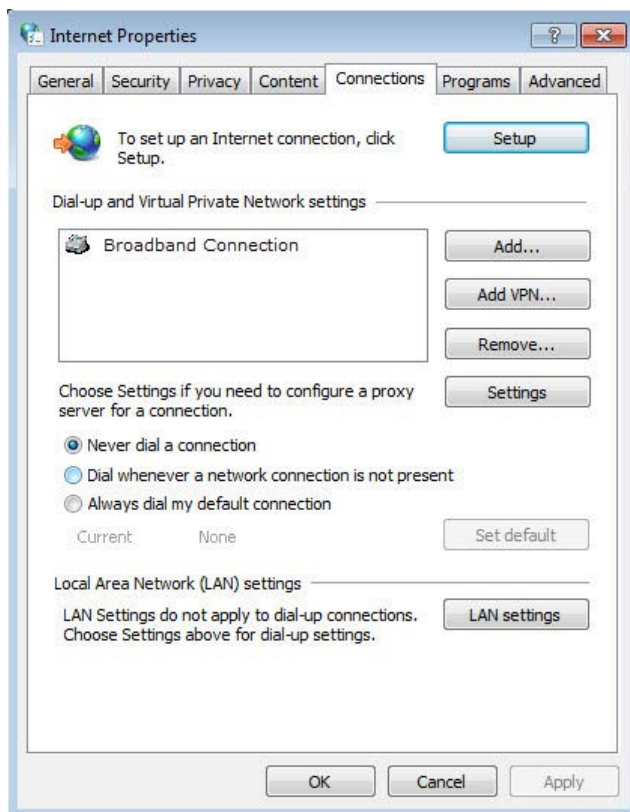 Internet Properties
?
General Security Privacy Content Connections Programs Advanced
To set up an Internet connection, click
Setup.
Setup
Dial-up and Virtual Private Network settings
Broadband Connection
Add...
Add VPN...
Remove...
Choose Settings if you need to configure a proxy
server for a connection.
Settings
Never dial a connection
Dial whenever a network connection is not present
Always dial my default connection
Current None
Set default
Local Area Network (LAN) settings
LAN Settings do not apply to dial-up connections.
Choose Settings above for dial-up settings.
LAN settings
OK Cancel Apply